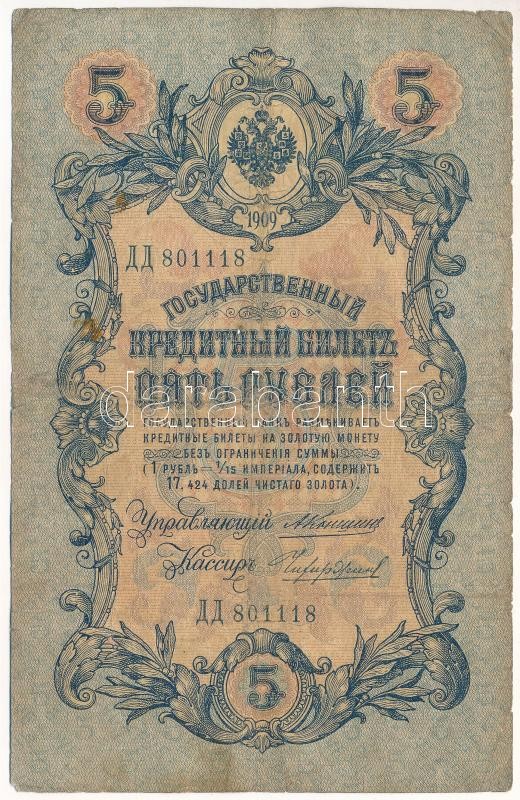 5 5
1909
ДД 801118
ГОСУДАРСТВЕННЫЙ
КРЕДИТНЫЙ БИЛЕТЪ
ПЯТЬ РУБЛЕЙ
darabanth
ГОСУДАРСТВЕННЫЙ БАНКЪ РАЗМѢНИВАЕТЪ
КРЕДИТНЫЕ БИЛЕТЫ НА ЗОЛОТУЮ МОНЕТУ
БЕЗЪ ОГРАНИЧЕНІЯ СУММЫ
(1 РУБЛЬ = 1/15 ИМПЕРІАЛА, СОДЕРЖИТЪ
17,424 ДОЛЕЙ ЧИСТАГО ЗОЛОТА).
Управляющій
Кассиръ
ДД 801118
5